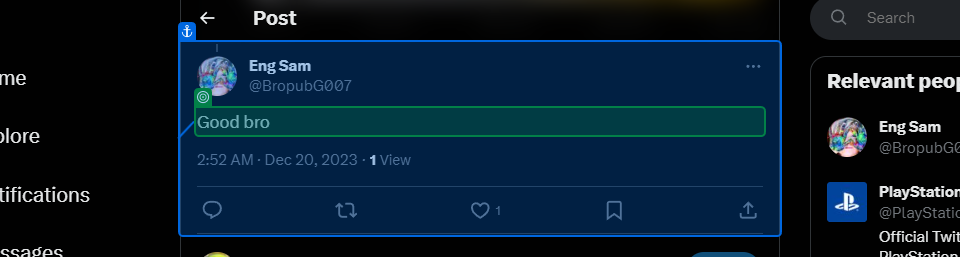 Post
Search
Eng Sam
@BropubG007
Good bro
2:52 AM · Dec 20, 2023 · 1 View
1
me
plore
tifications
ssages
Relevant peop
Eng Sam
@BropubG0
PlayStation
@PlayStatio
Official Twit
PlayStation